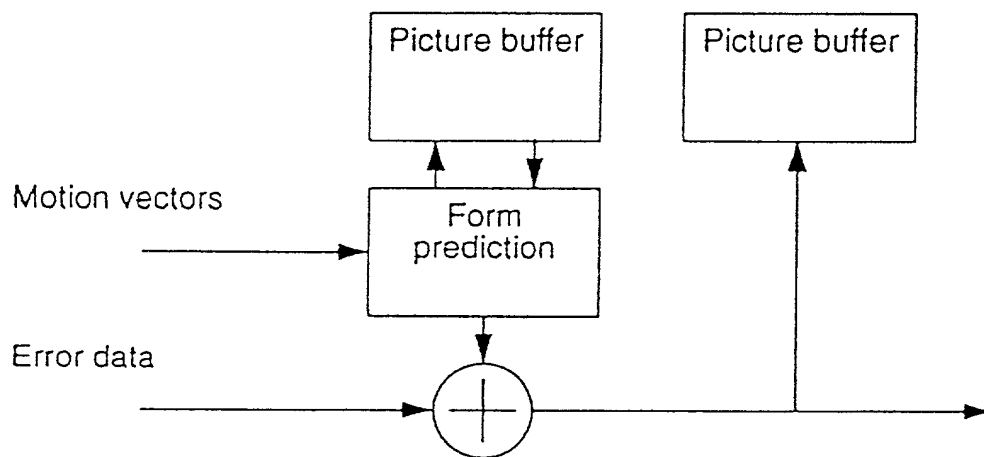 Picture buffer
Picture buffer
Motion vectors
Form
prediction
Error data